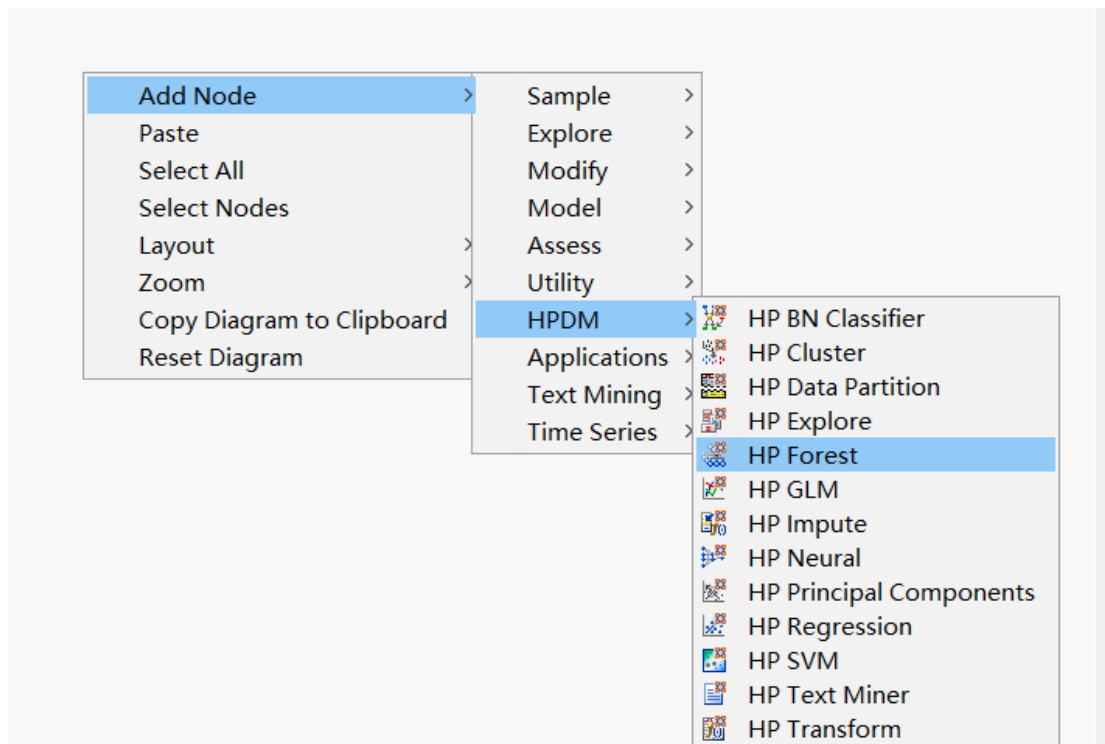 Add Node
Paste
Select All
Select Nodes
Layout
Zoom
Copy Diagram to Clipboard
Reset Diagram
Sample
Explore
Modify
Model
Assess
Utility
HPDM
Applications
Text Mining
Time Series
HP BN Classifier
HP Cluster
HP Data Partition
HP Explore
HP Forest
HP GLM
HP Impute
HP Neural
HP Principal Components
HP Regression
HP SVM
HP Text Miner
HP Transform